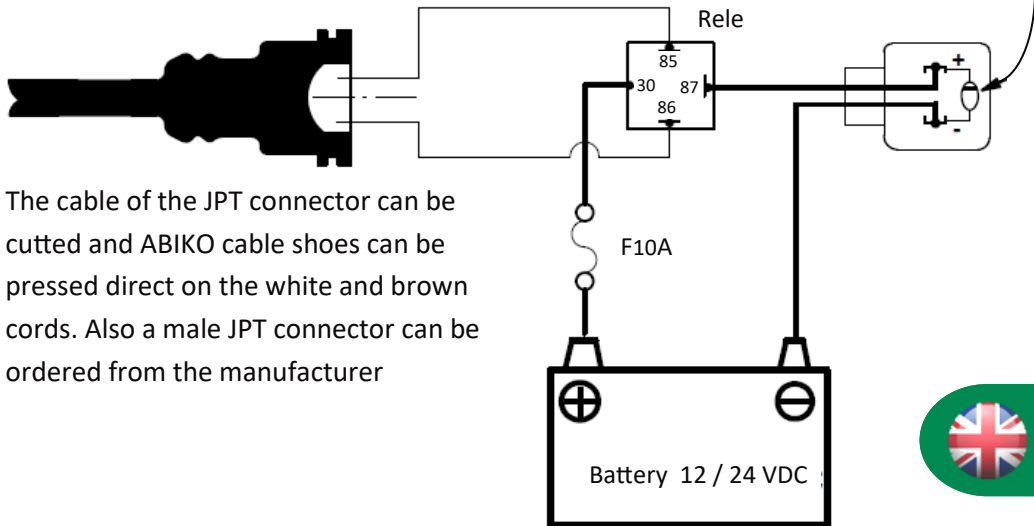 Rele
85
30
87
86
+
-
The cable of the JPT connector can be
cutted and ABIKO cable shoes can be
pressed direct on the white and brown
cords. Also a male JPT connector can be
ordered from the manufacturer
F10A
Battery 12 / 24 VDC